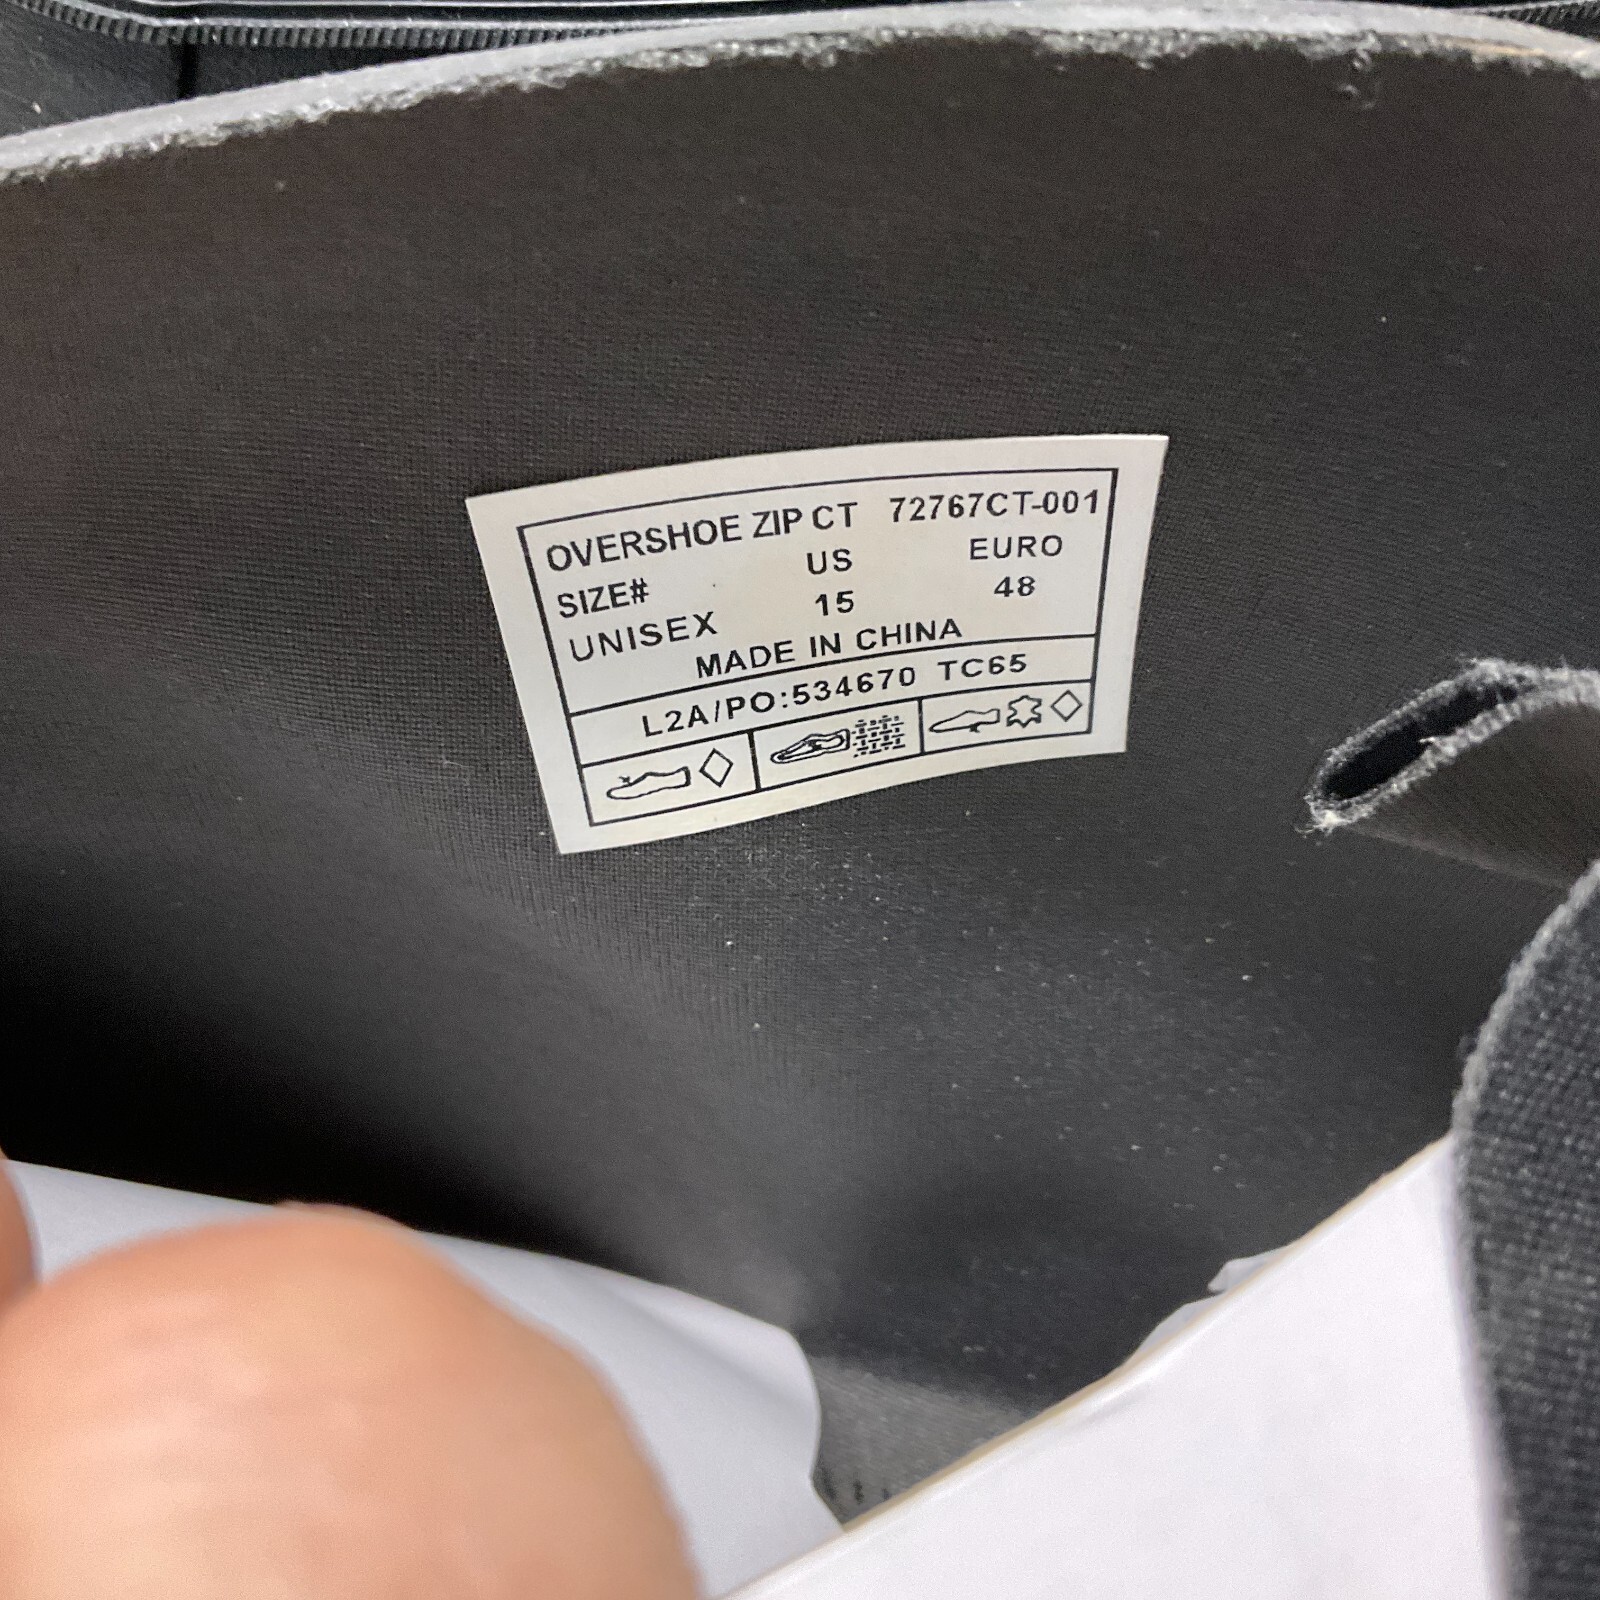 OVERSHOE ZIP CT 72767CT-001
SIZE# US EURO
UNISEX 15 48
MADE IN CHINA
L2A/PO:534670 TC65